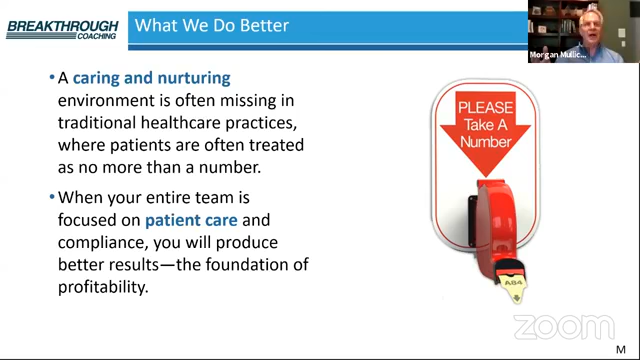 BREAKTHROUGH
COACHING
What We Do Better
Morgan Mullic...
• A caring and nurturing
environment is often missing in
traditional healthcare practices,
where patients are often treated
as no more than a number.
• When your entire team is
focused on patient care and
compliance, you will produce
better results—the foundation of
profitability.
PLEASE
Take A
Number
A84
zoom
M